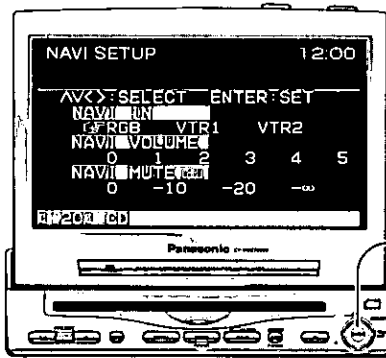 NAVI SETUP 12:00
∧∨<>:SELECT ENTER:SET
NAVI IN
RGB VTR1 VTR2
NAVI VOLUME
0 1 2 3 4 5
NAVI MUTE
0 -10 -20 -∞
CD
Panasonic